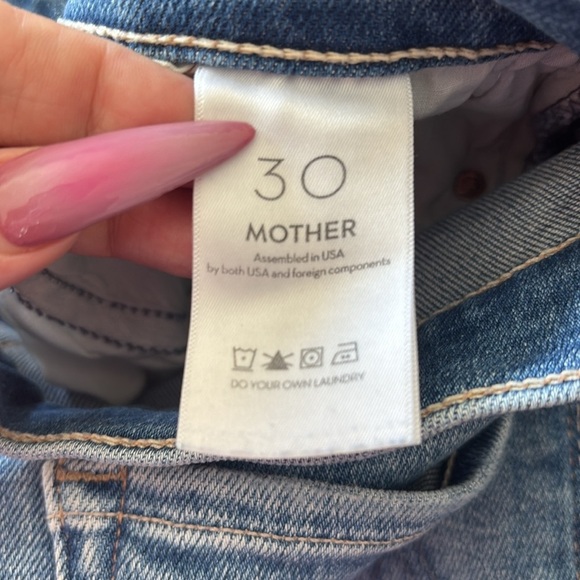 30
MOTHER
Assembled in USA
by both USA and foreign components
DO YOUR OWN LAUNDRY